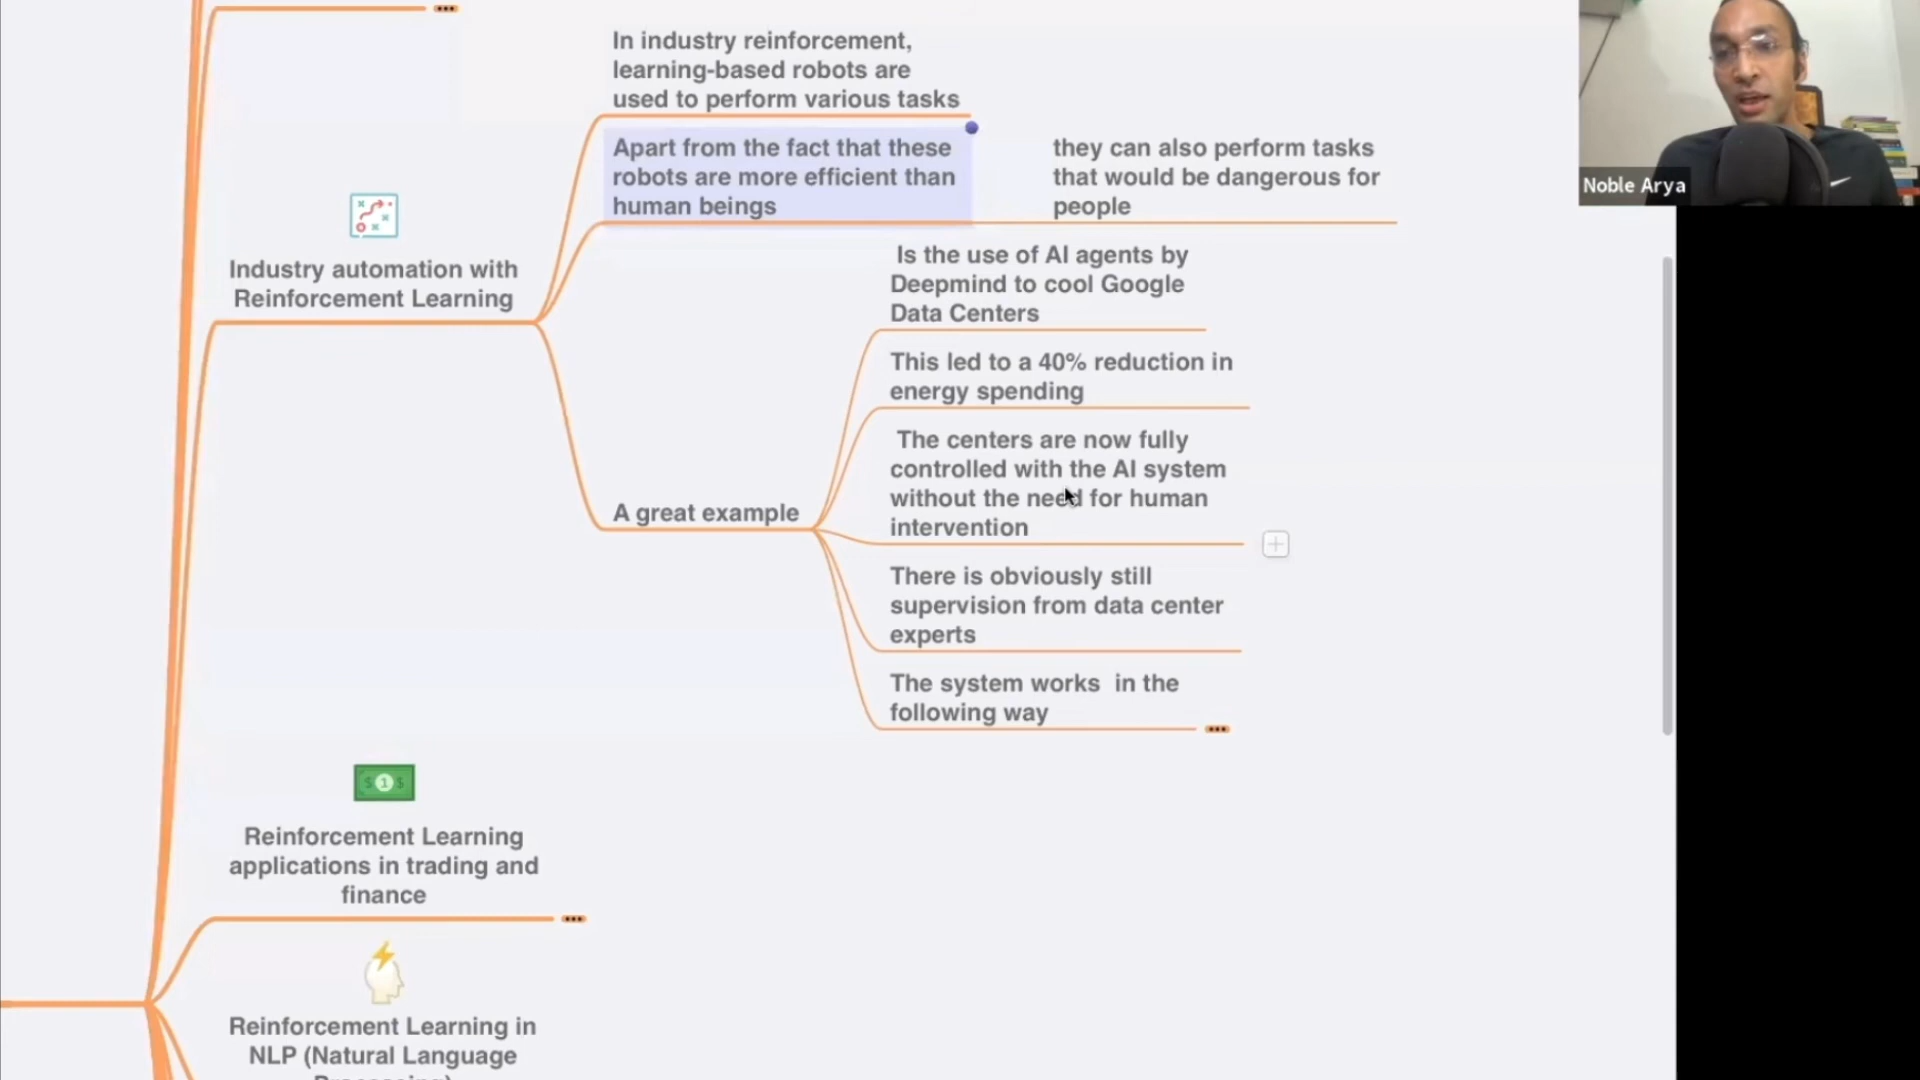 In industry reinforcement,
learning-based robots are
used to perform various tasks
Apart from the fact that these
robots are more efficient than
human beings
they can also perform tasks
that would be dangerous for
people
Noble Arya
Industry automation with
Reinforcement Learning
A great example
Is the use of AI agents by
Deepmind to cool Google
Data Centers
This led to a 40% reduction in
energy spending
The centers are now fully
controlled with the AI system
without the need for human
intervention
There is obviously still
supervision from data center
experts
The system works  in the
following way
$ 1 $
Reinforcement Learning
applications in trading and
finance
Reinforcement Learning in
NLP (Natural Language
Processing)